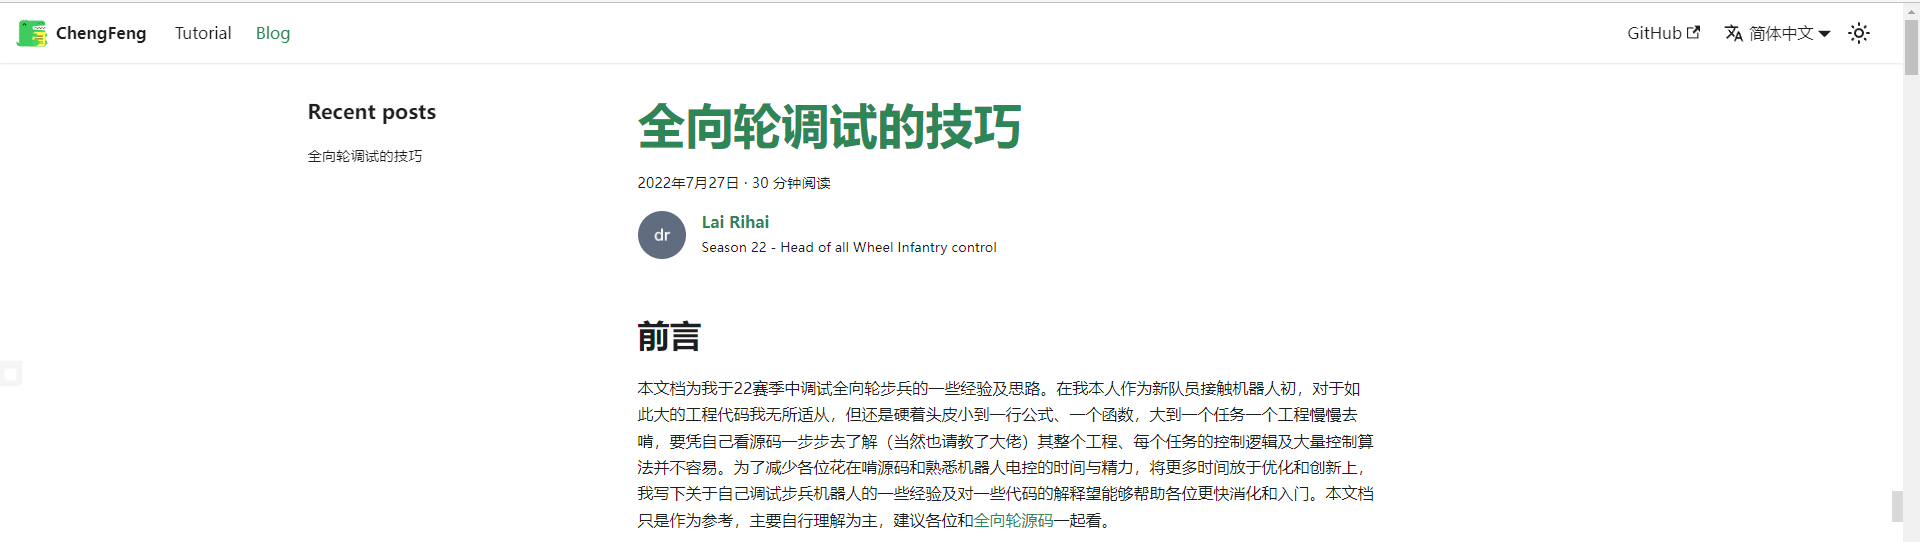 ChengFeng Tutorial Blog GitHub 简体中文
Recent posts
全向轮调试的技巧
全向轮调试的技巧
2022年7月27日 · 30 分钟阅读
dr
Lai Rihai
Season 22 - Head of all Wheel Infantry control
前言
本文档为我于22赛季中调试全向轮步兵的一些经验及思路。在我本人作为新队员接触机器人初，对于如
此大的工程代码我无所适从，但还是硬着头皮小到一行公式、一个函数，大到一个任务一个工程慢慢去
啃，要凭自己看源码一步步去了解（当然也请教了大佬）其整个工程、每个任务的控制逻辑及大量控制算
法并不容易。为了减少各位花在啃源码和熟悉机器人电控的时间与精力，将更多时间放于优化和创新上，
我写下关于自己调试步兵机器人的一些经验及对一些代码的解释望能够帮助各位更快消化和入门。本文档
只是作为参考，主要自行理解为主，建议各位和全向轮源码一起看。